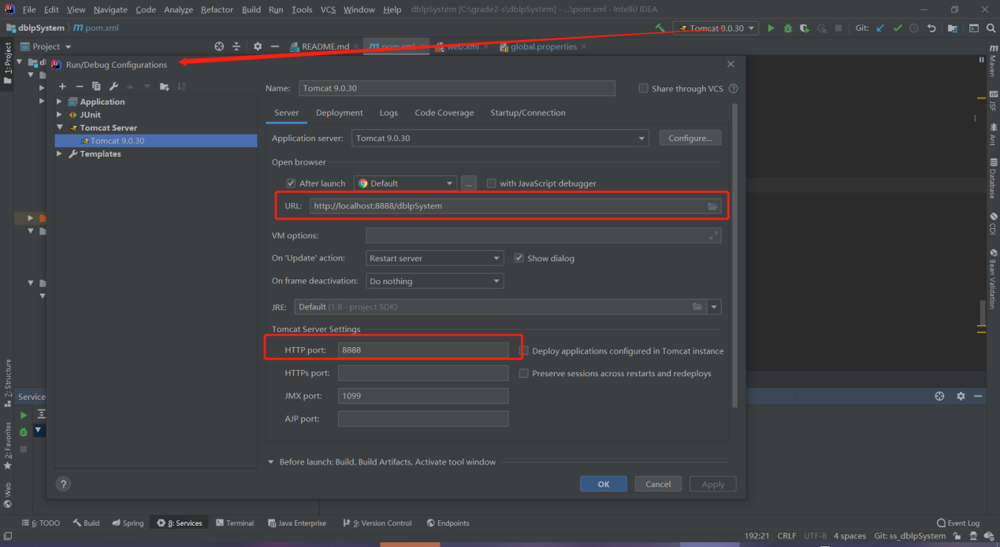 File Edit View Navigate Code Analyze Refactor Build Run Tools VCS Window Help dblpSystem [C:\grade2-s\dblpSystem] - ...\pom.xml - IntelliJ IDEA
dblpSystem pom.xml Tomcat 9.0.30 Git:
Project README.md pom.xml web.xml global.properties
1: Project
Run/Debug Configurations
Maven
Name: Tomcat 9.0.30 Share through VCS
Application
JUnit
Tomcat Server
Tomcat 9.0.30
Templates
Server Deployment Logs Code Coverage Startup/Connection
JSF
Application server: Tomcat 9.0.30 Configure...
Ant
Open browser
After launch Default ... with JavaScript debugger
Database
URL: http://localhost:8888/dblpSystem
CDI
VM options:
On 'Update' action: Restart server Show dialog
On frame deactivation: Do nothing
Bean Validation
JRE: Default (1.8 - project SDK)
Tomcat Server Settings
HTTP port: 8888 Deploy applications configured in Tomcat instance
HTTPs port: Preserve sessions across restarts and redeploys
JMX port: 1099
AJP port:
Z: Structure
Service
2: Favorites
Web
Before launch: Build, Build Artifacts, Activate tool window
? OK Cancel Apply
6: TODO Build Spring 8: Services Terminal Java Enterprise 9: Version Control Endpoints Event Log
192:21 CRLF UTF-8 4 spaces Git: ss_dblpSystem